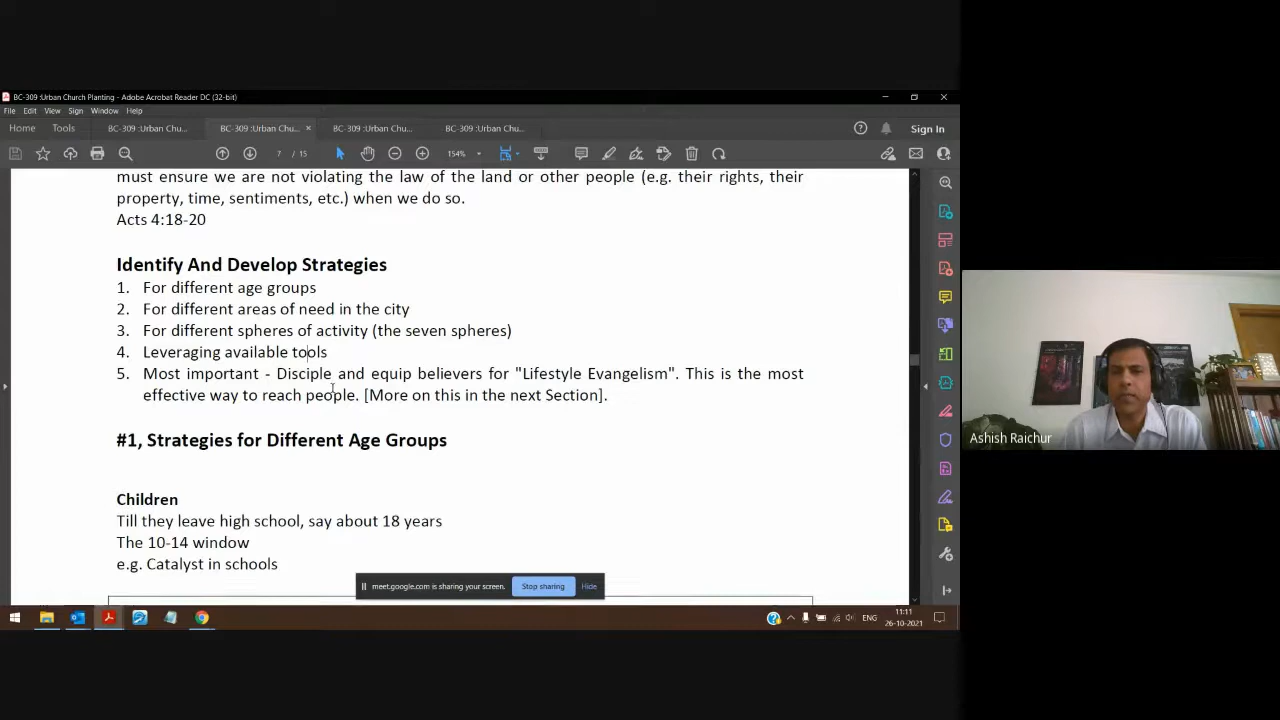 BC-309 :Urban Church Planting - Adobe Acrobat Reader DC (32-bit)
File Edit View Sign Window Help
Home Tools BC-309 :Urban Chu... BC-309 :Urban Chu... × BC-309 :Urban Chu... BC-309 :Urban Chu... Sign In
7 / 15 154%
must ensure we are not violating the law of the land or other people (e.g. their rights, their
property, time, sentiments, etc.) when we do so.
Acts 4:18-20
Identify And Develop Strategies
1. For different age groups
2. For different areas of need in the city
3. For different spheres of activity (the seven spheres)
4. Leveraging available tools
5. Most important - Disciple and equip believers for "Lifestyle Evangelism". This is the most
effective way to reach people. [More on this in the next Section].
#1, Strategies for Different Age Groups
Children
Till they leave high school, say about 18 years
The 10-14 window
e.g. Catalyst in schools
meet.google.com is sharing your screen. Stop sharing Hide
ENG 11:11
26-10-2021
Ashish Raichur